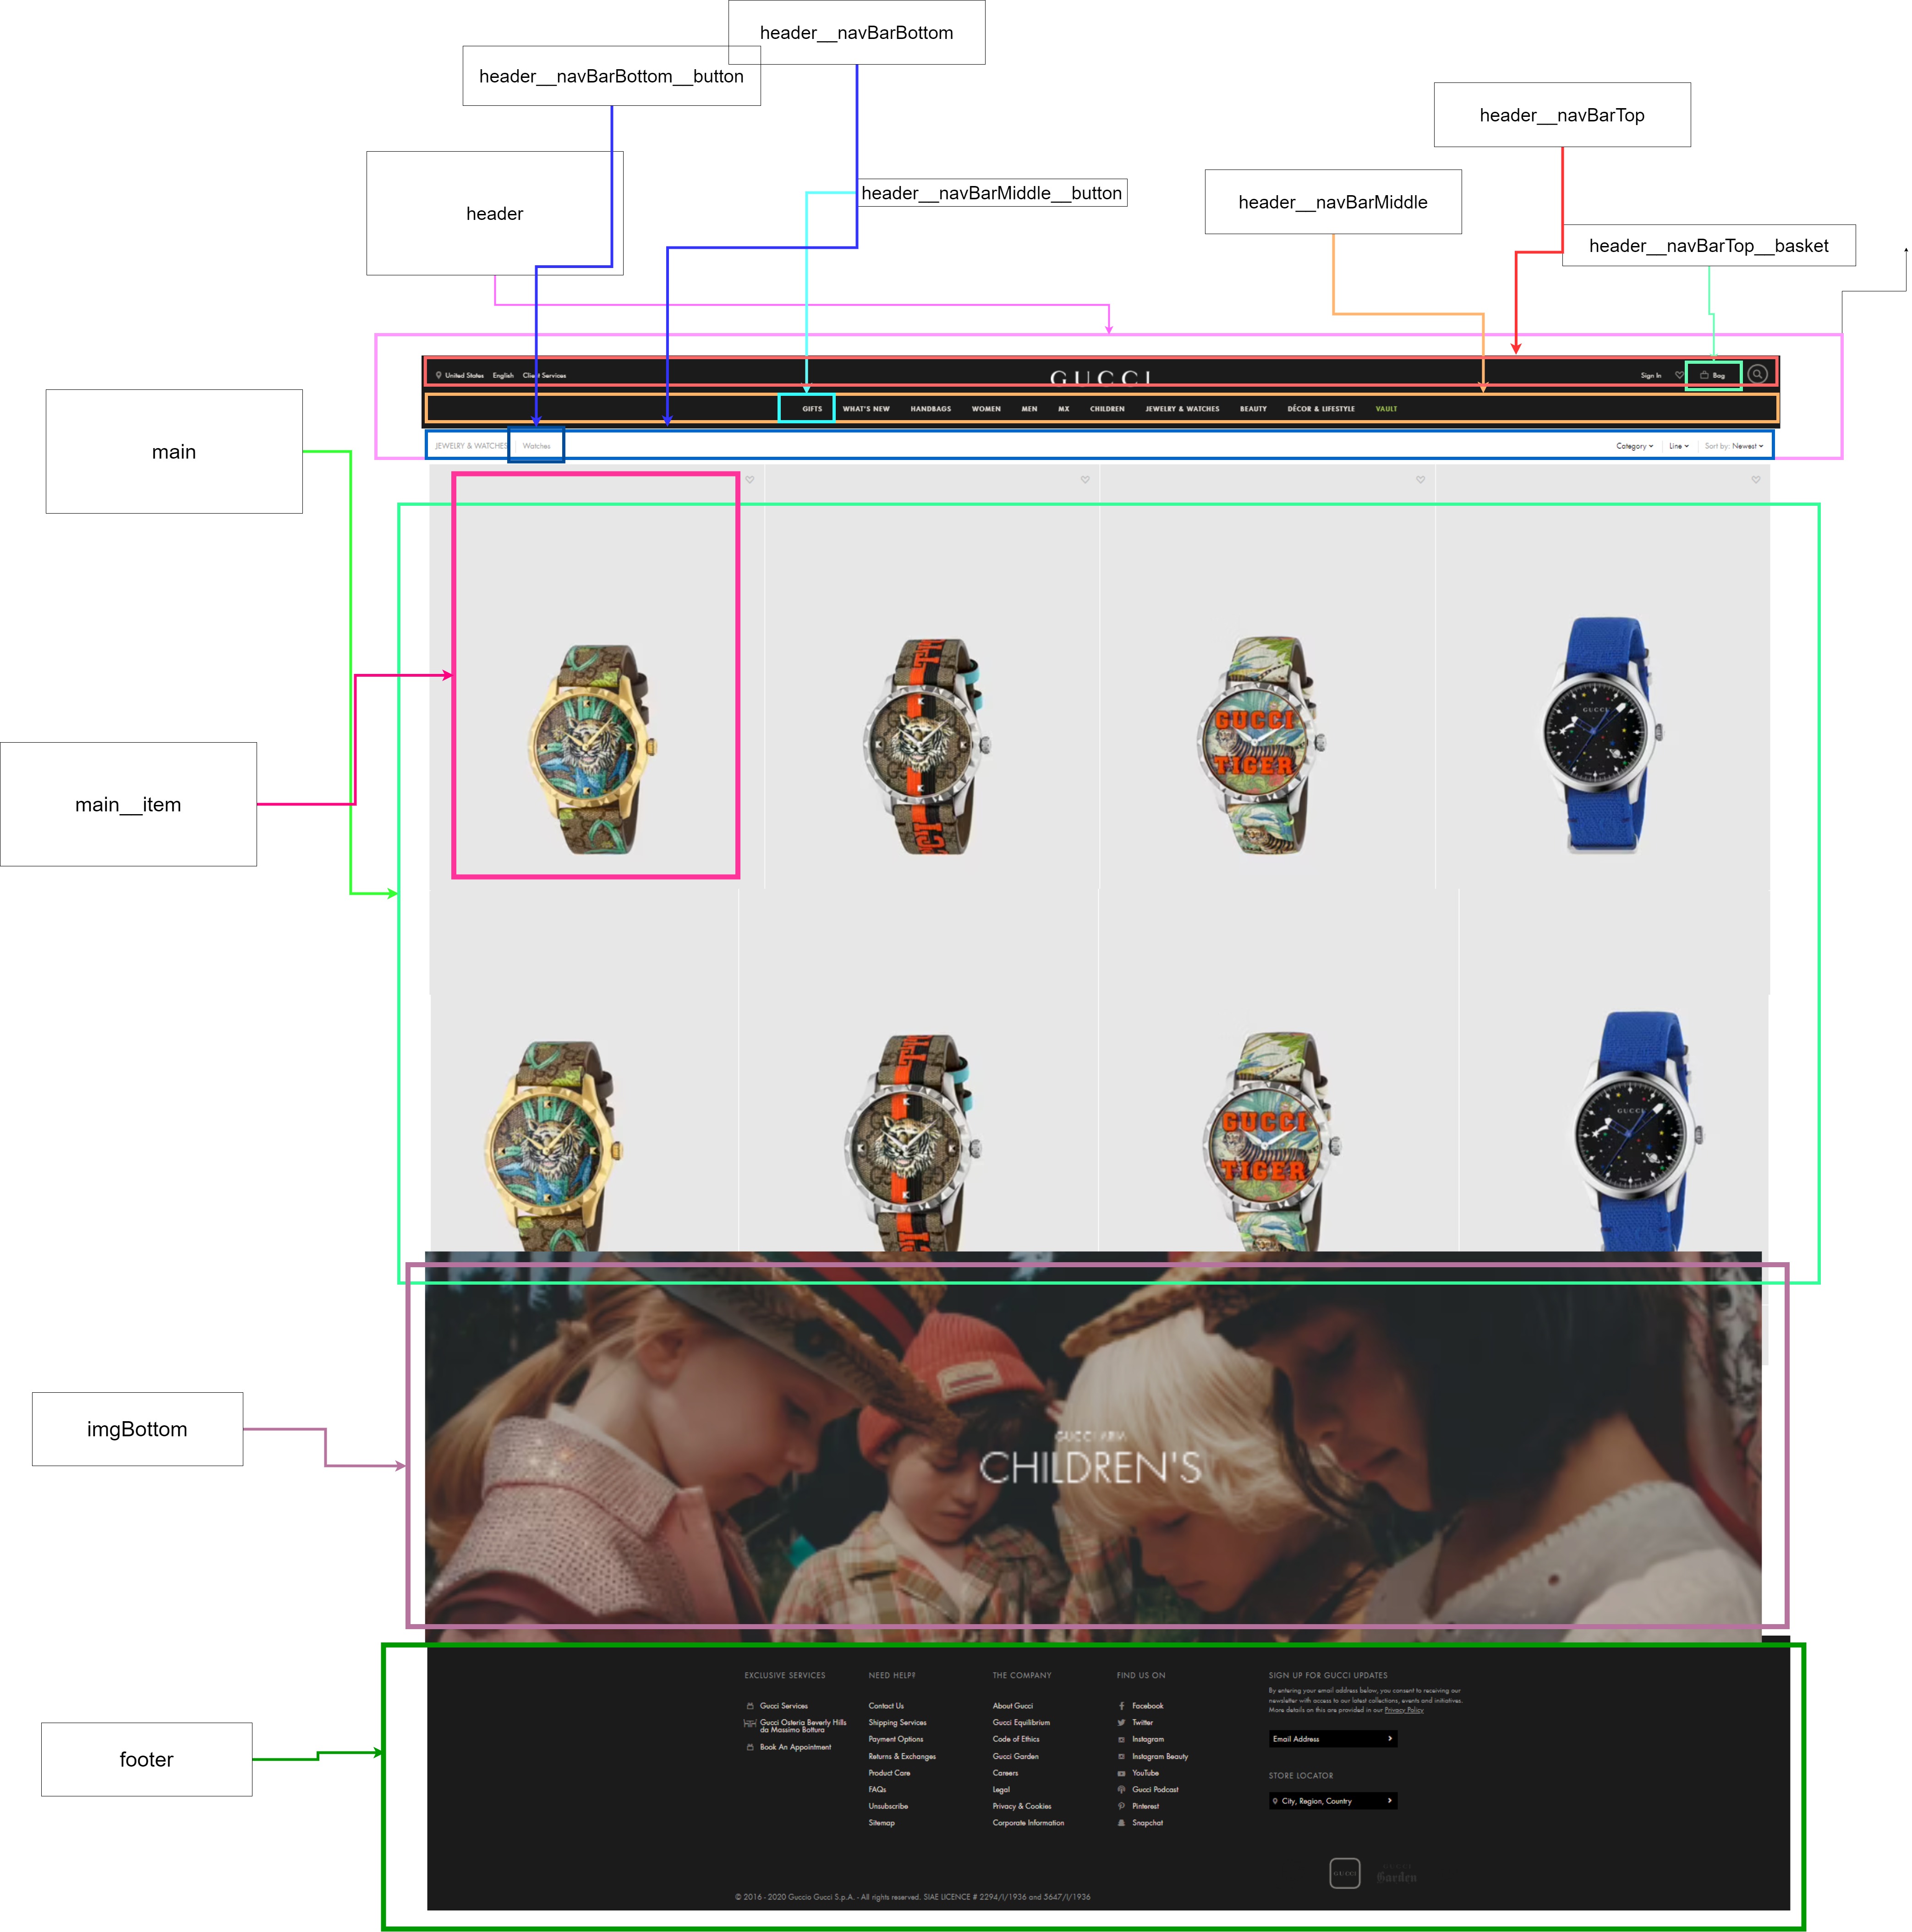 header__navBarBottom
header__navBarBottom__button
header__navBarTop
header__navBarMiddle__button
header__navBarMiddle
header
header__navBarTop__basket
United States English Client Services
GUCCI
Sign In Bag
main
GIFTS WHAT'S NEW HANDBAGS WOMEN MEN MX CHILDREN JEWELRY & WATCHES BEAUTY DÉCOR & LIFESTYLE VAULT
JEWELRY & WATCHES Watches
Category Line Sort by: Newest
GUCCI
TIGER
GUCCI
main__item
GUCCI
TIGER
GUCCI
imgBottom
CHILDREN'S
footer
EXCLUSIVE SERVICES
Gucci Services
Gucci Osteria Beverly Hills
da Massimo Bottura
Book An Appointment
NEED HELP?
Contact Us
Shipping Services
Payment Options
Returns & Exchanges
Product Care
FAQs
Unsubscribe
Sitemap
THE COMPANY
About Gucci
Gucci Equilibrium
Code of Ethics
Gucci Garden
Careers
Legal
Privacy & Cookies
Corporate Information
FIND US ON
Facebook
Twitter
Instagram
Instagram Beauty
YouTube
Gucci Podcast
Pinterest
Snapchat
SIGN UP FOR GUCCI UPDATES
By entering your email address below, you consent to receiving our
newsletter with access to our latest collections, events and initiatives.
More details on this are provided in our Privacy Policy
Email Address
STORE LOCATOR
City, Region, Country
GUCCI
GUCCI
Garden
© 2016 - 2020 Guccio Gucci S.p.A. - All rights reserved. SIAE LICENCE # 2294/I/1936 and 5647/I/1936